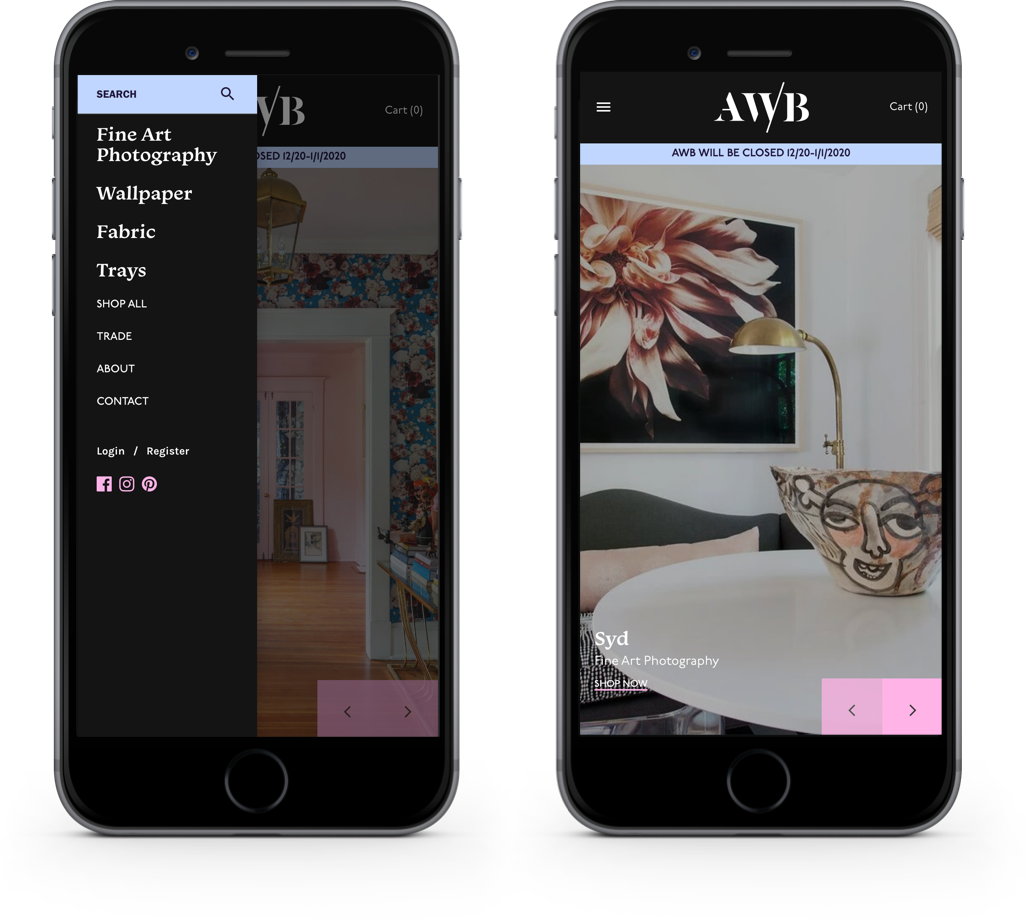 SEARCH
Fine Art
Photography
Wallpaper
Fabric
Trays
SHOP ALL
TRADE
ABOUT
CONTACT
Login / Register
WB
Cart (0)
OSED 12/20-1/1/2020
AWB
Cart (0)
AWB WILL BE CLOSED 12/20-1/1/2020
Syd
Fine Art Photography
SHOP NOW